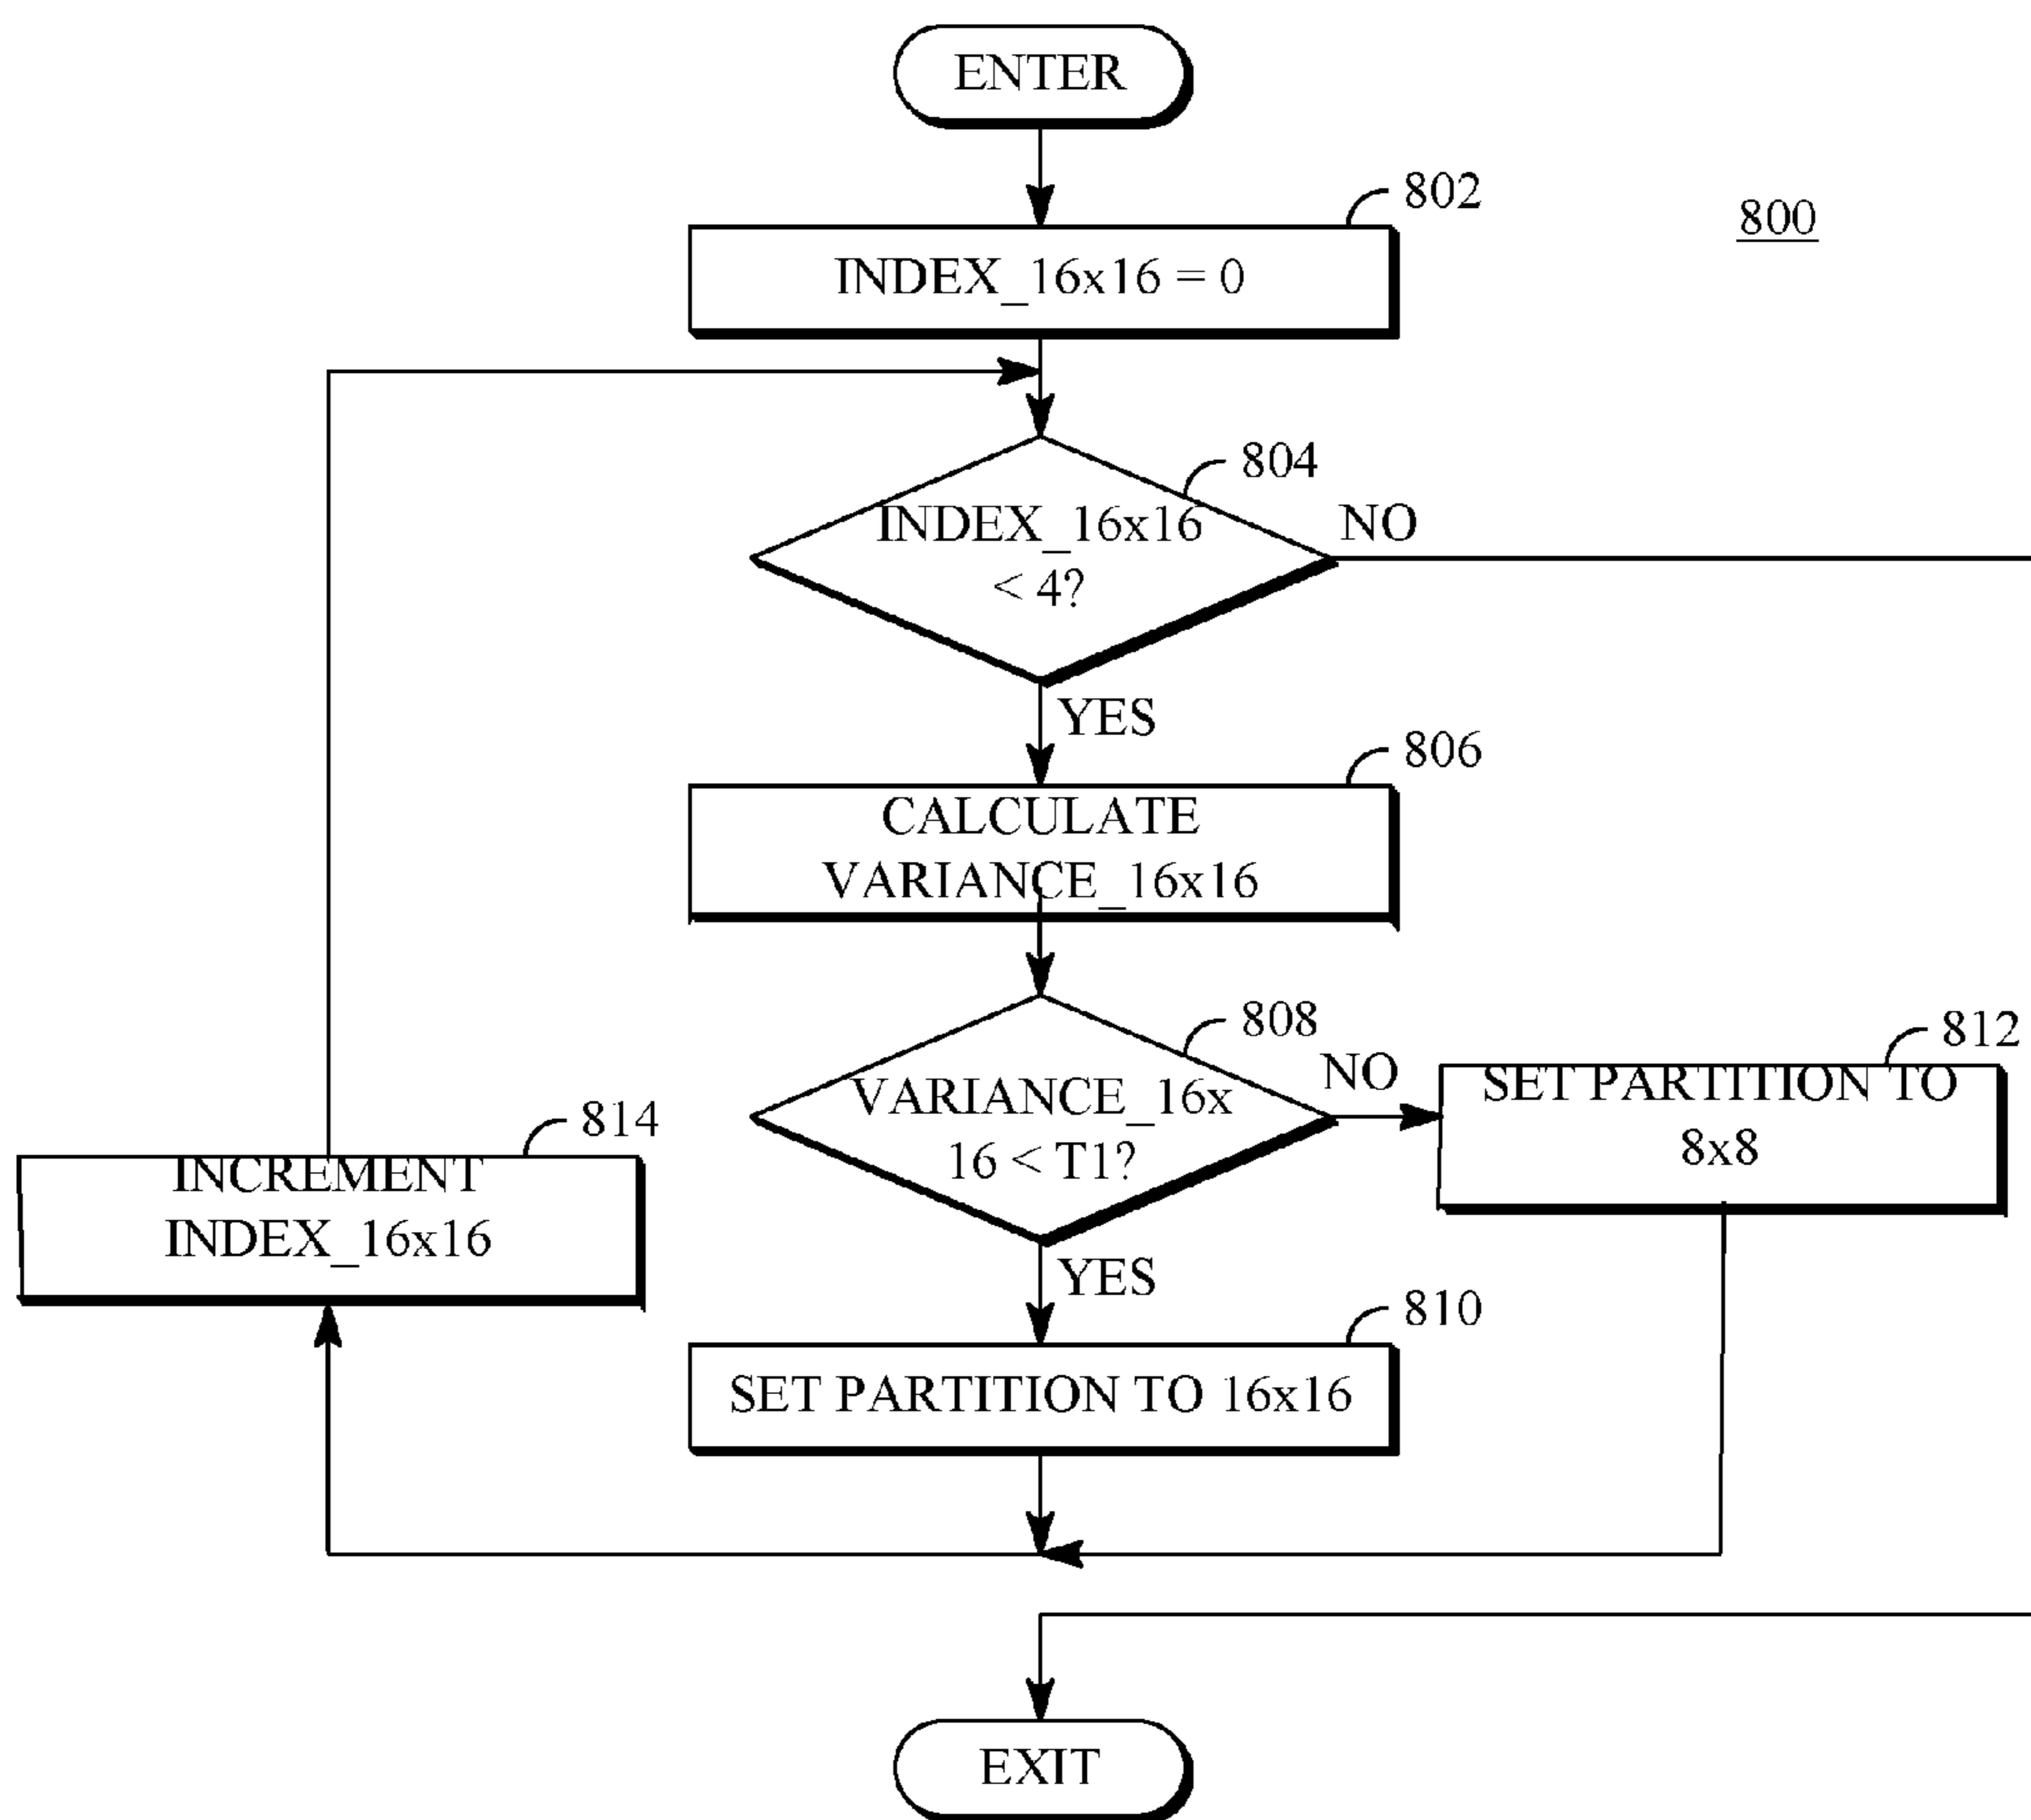 ENTER
802
800
INDEX_16x16 = 0
804
INDEX_16x16
< 4?
NO
YES
806
CALCULATE
VARIANCE_16x16
808
VARIANCE_16x
16 < T1?
NO
812
SET PARTITION TO
8x8
814
INCREMENT
INDEX_16x16
YES
810
SET PARTITION TO 16x16
EXIT